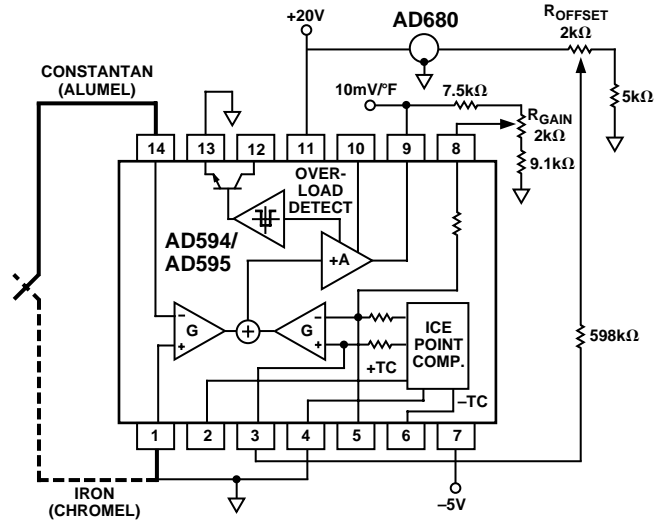 +20V
AD680
R_OFFSET
2kΩ
CONSTANTAN
(ALUMEL)
10mV/°F
7.5kΩ
5kΩ
R_GAIN
2kΩ
9.1kΩ
14
13
12
11
10
9
8
OVER-
LOAD
DETECT
AD594/
AD595
+A
G
G
ICE
POINT
COMP.
+TC
–TC
598kΩ
1
2
3
4
5
6
7
IRON
(CHROMEL)
–5V